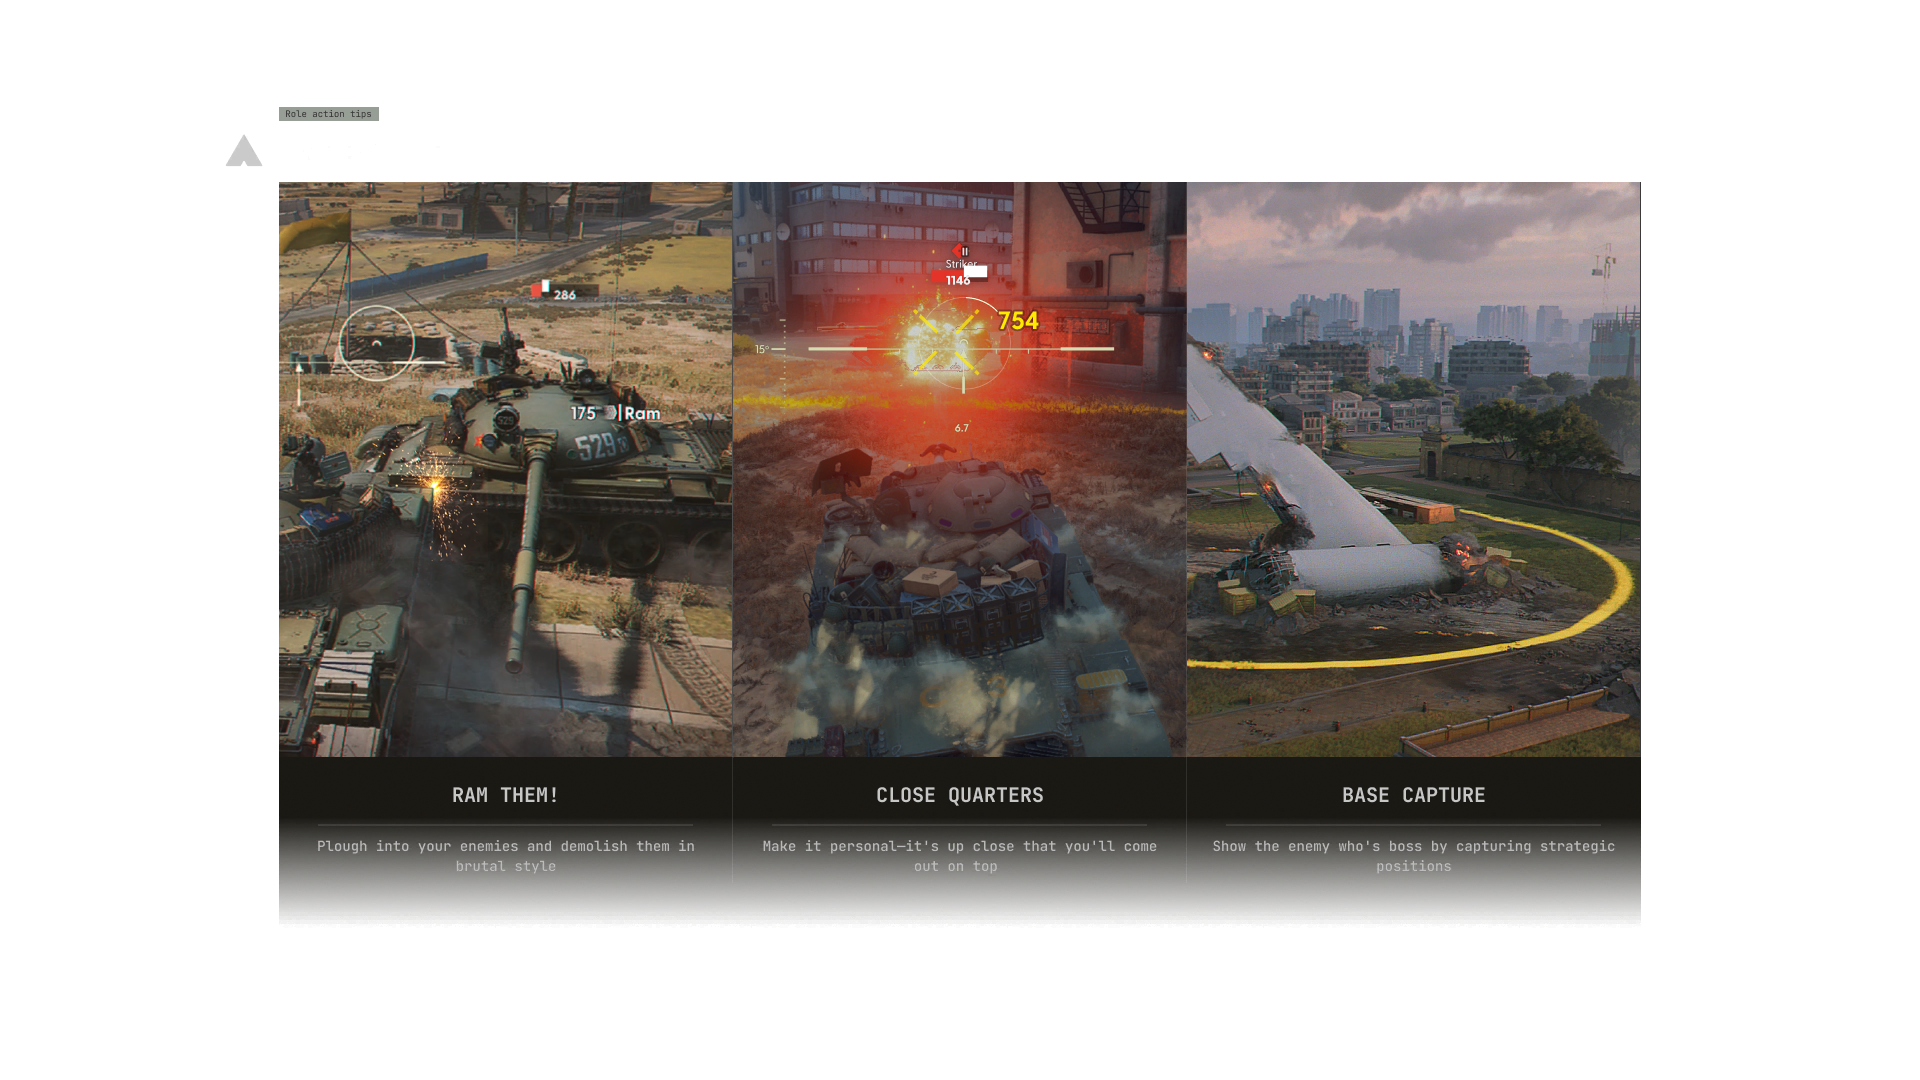 Role action tips
286
175 Ram
529
II
Striker
1146
754
15°
6.7
RAM THEM!
Plough into your enemies and demolish them in
brutal style
CLOSE QUARTERS
Make it personal—it's up close that you'll come
out on top
BASE CAPTURE
Show the enemy who's boss by capturing strategic
positions